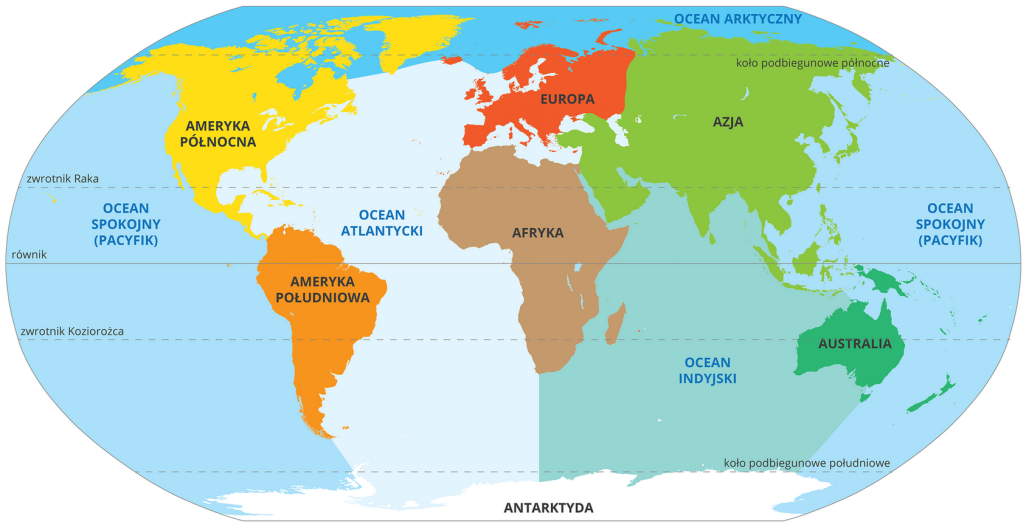 OCEAN ARKTYCZNY
koło podbiegunowe północne
EUROPA
AZJA
AMERYKA
PÓŁNOCNA
zwrotnik Raka
OCEAN
SPOKOJNY
(PACYFIK)
OCEAN
ATLANTYCKI
AFRYKA
OCEAN
SPOKOJNY
(PACYFIK)
równik
AMERYKA
POŁUDNIOWA
zwrotnik Koziorożca
AUSTRALIA
OCEAN
INDYJSKI
koło podbiegunowe południowe
ANTARKTYDA